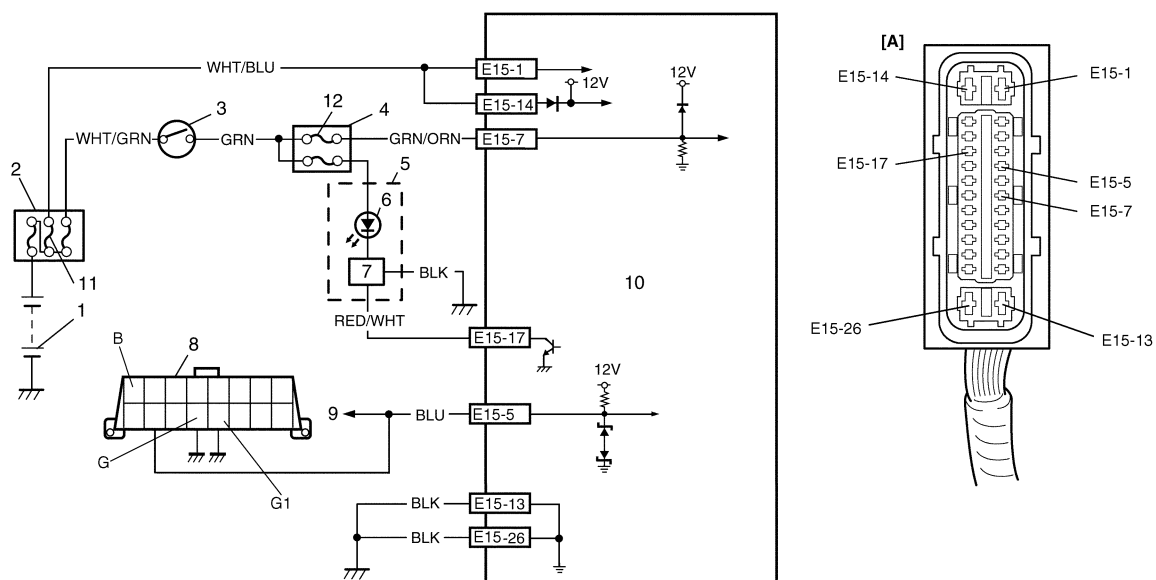 [A]
WHT/BLU
E15-1
12V
12V
E15-14
E15-14
E15-1
3
12
4
WHT/GRN
GRN
GRN/ORN
E15-7
E15-17
2
5
E15-5
6
E15-7
11
7
BLK
10
1
RED/WHT
E15-17
E15-26
E15-13
B
8
12V
9
BLU
E15-5
G
G1
BLK
E15-13
BLK
E15-26